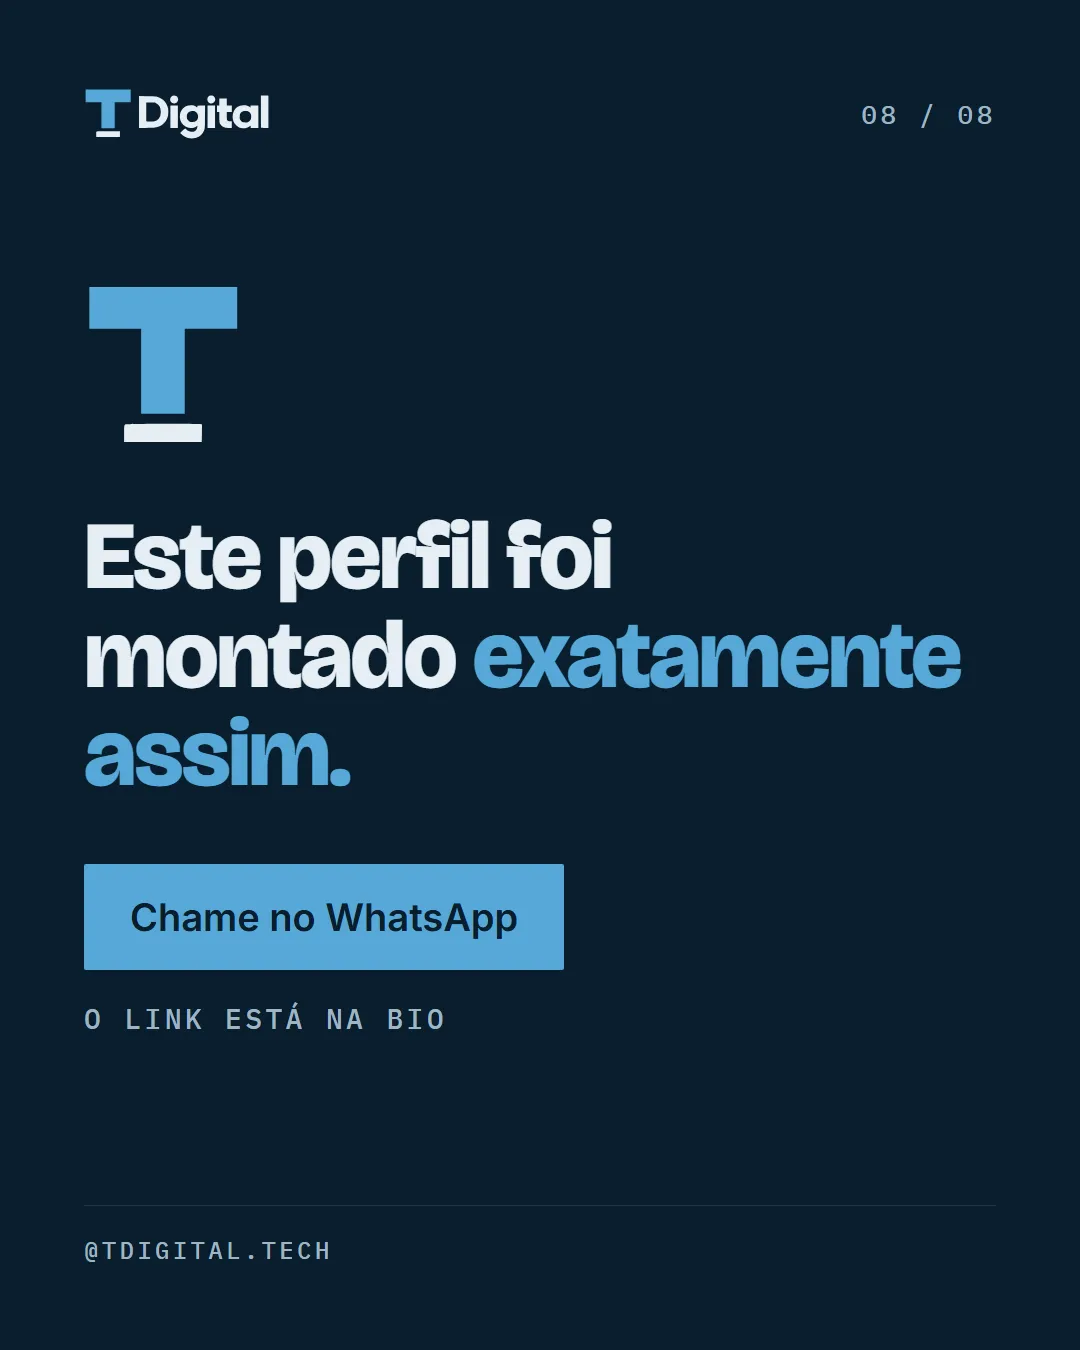 T Digital
08 / 08
T
Este perfil foi
montado exatamente
assim.
Chame no WhatsApp
O LINK ESTÁ NA BIO
@TDIGITAL.TECH